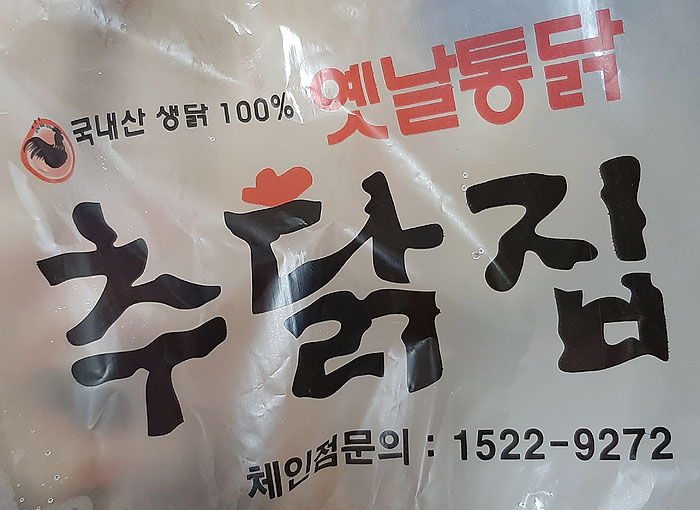 국내산 생닭 100% 옛날통닭
추닭집
체인점문의 : 1522-9272